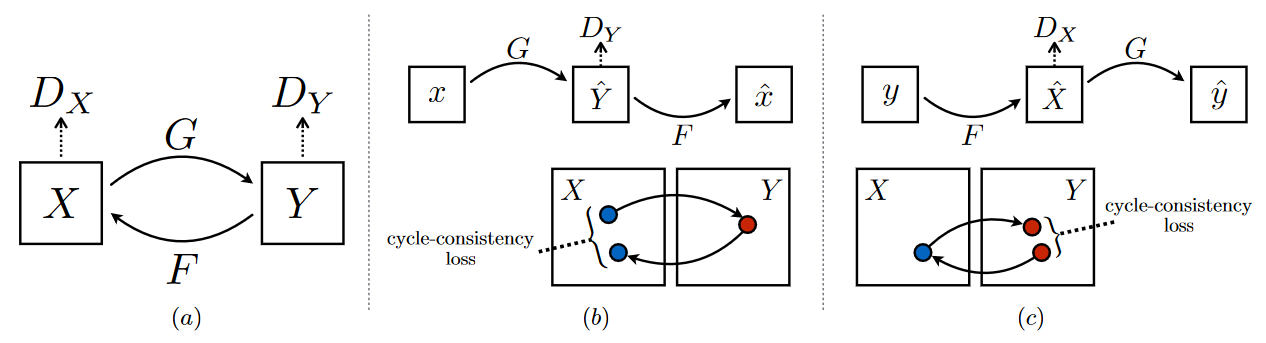 D_X
D_Y
G
X
Y
F
(a)
D_Y
G
x
Ŷ
x̂
F
X
Y
cycle-consistency
loss
(b)
D_X
G
y
X̂
ŷ
F
X
Y
cycle-consistency
loss
(c)